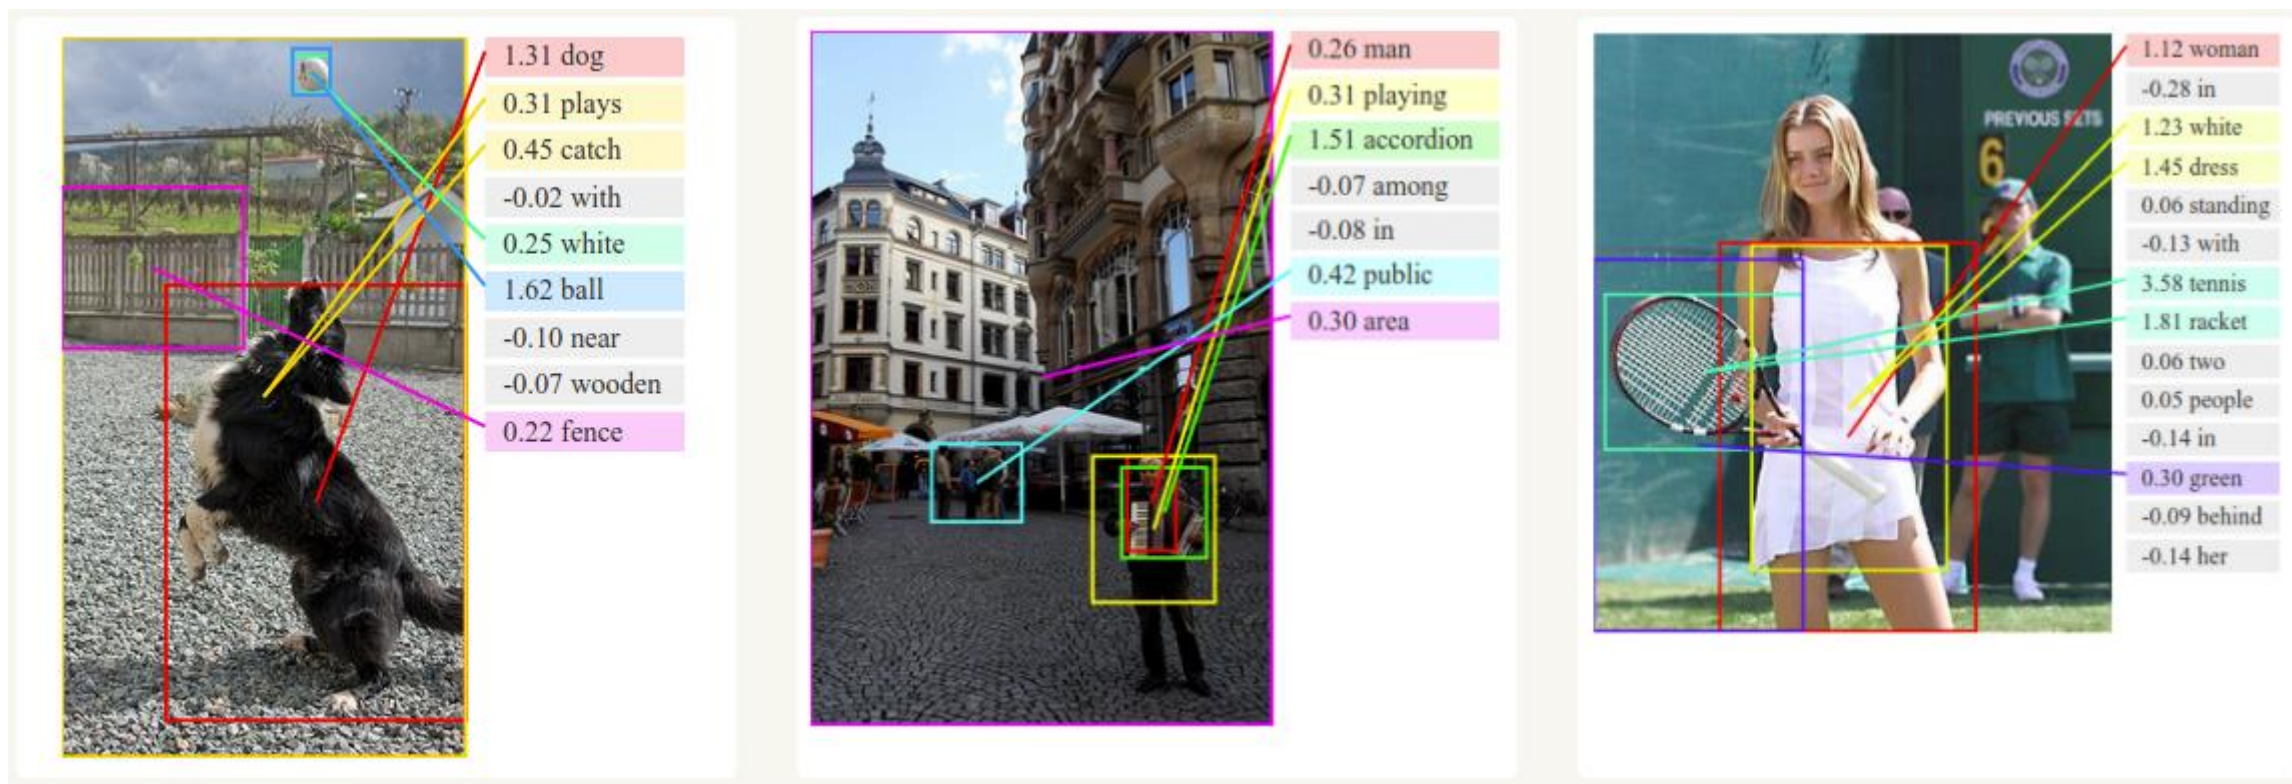 1.31 dog
0.31 plays
0.45 catch
-0.02 with
0.25 white
1.62 ball
-0.10 near
-0.07 wooden
0.22 fence
0.26 man
0.31 playing
1.51 accordion
-0.07 among
-0.08 in
0.42 public
0.30 area
PREVIOUS SETS
6
1.12 woman
-0.28 in
1.23 white
1.45 dress
0.06 standing
-0.13 with
3.58 tennis
1.81 racket
0.06 two
0.05 people
-0.14 in
0.30 green
-0.09 behind
-0.14 her